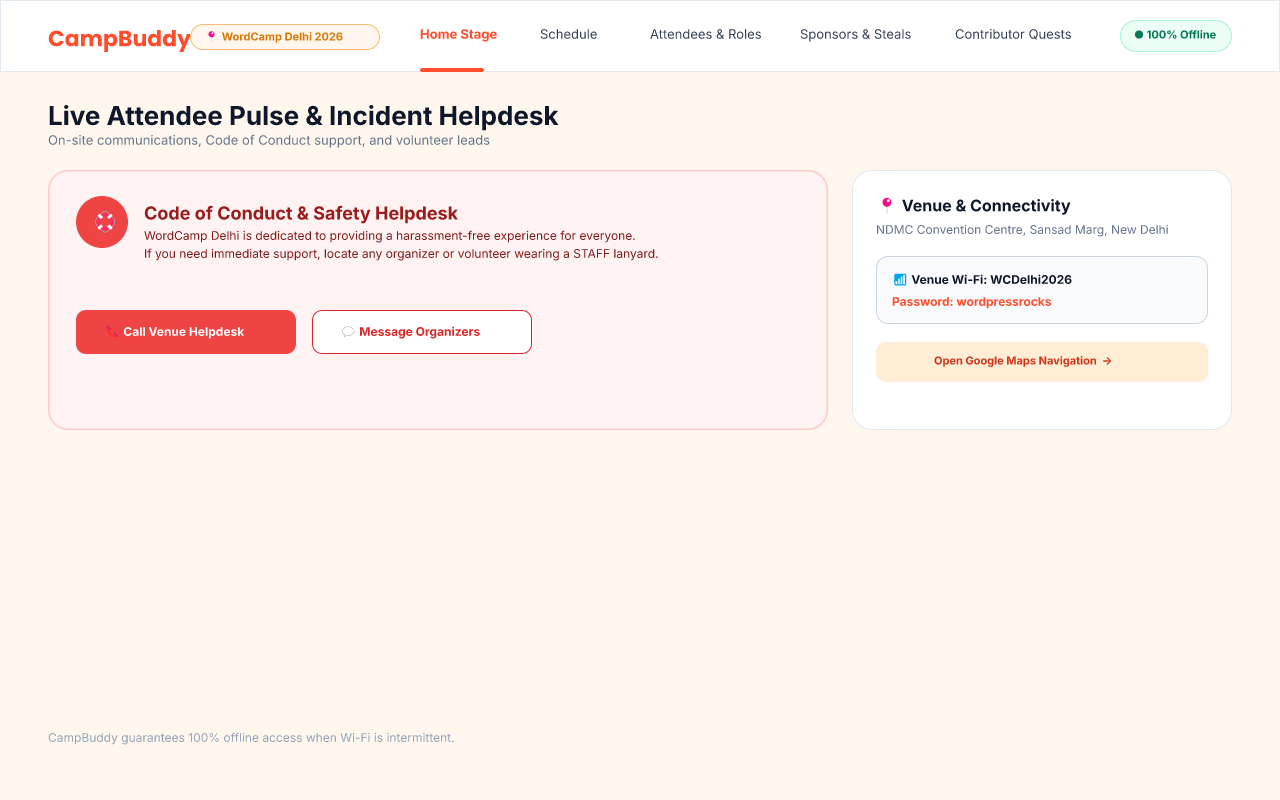 CampBuddy
WordCamp Delhi 2026
Home Stage
Schedule
Attendees & Roles
Sponsors & Steals
Contributor Quests
100% Offline
Live Attendee Pulse & Incident Helpdesk
On-site communications, Code of Conduct support, and volunteer leads
Code of Conduct & Safety Helpdesk
WordCamp Delhi is dedicated to providing a harassment-free experience for everyone.
If you need immediate support, locate any organizer or volunteer wearing a STAFF lanyard.
Call Venue Helpdesk
Message Organizers
Venue & Connectivity
NDMC Convention Centre, Sansad Marg, New Delhi
Venue Wi-Fi: WCDelhi2026
Password: wordpressrocks
Open Google Maps Navigation →
CampBuddy guarantees 100% offline access when Wi-Fi is intermittent.